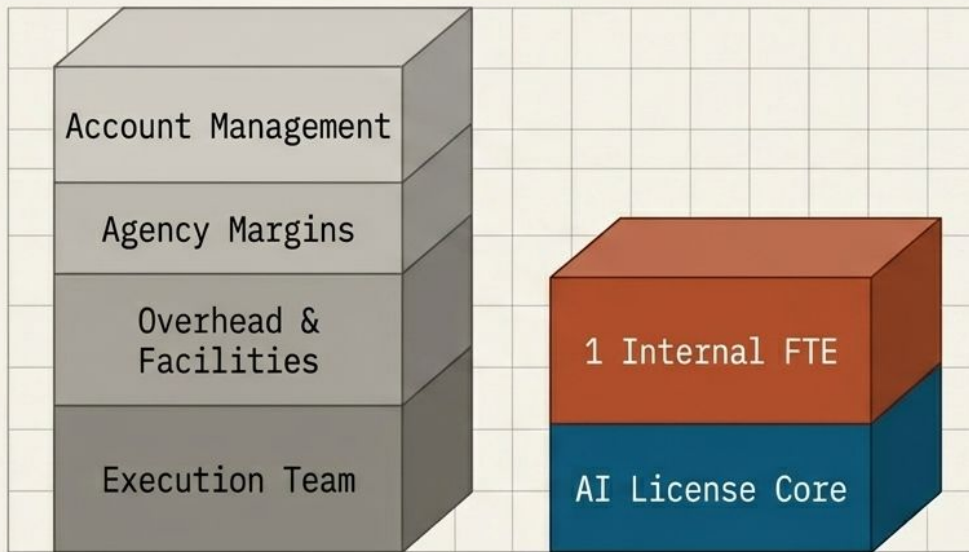 Account Management
Agency Margins
Overhead &
Facilities
Execution Team
1 Internal FTE
AI License Core